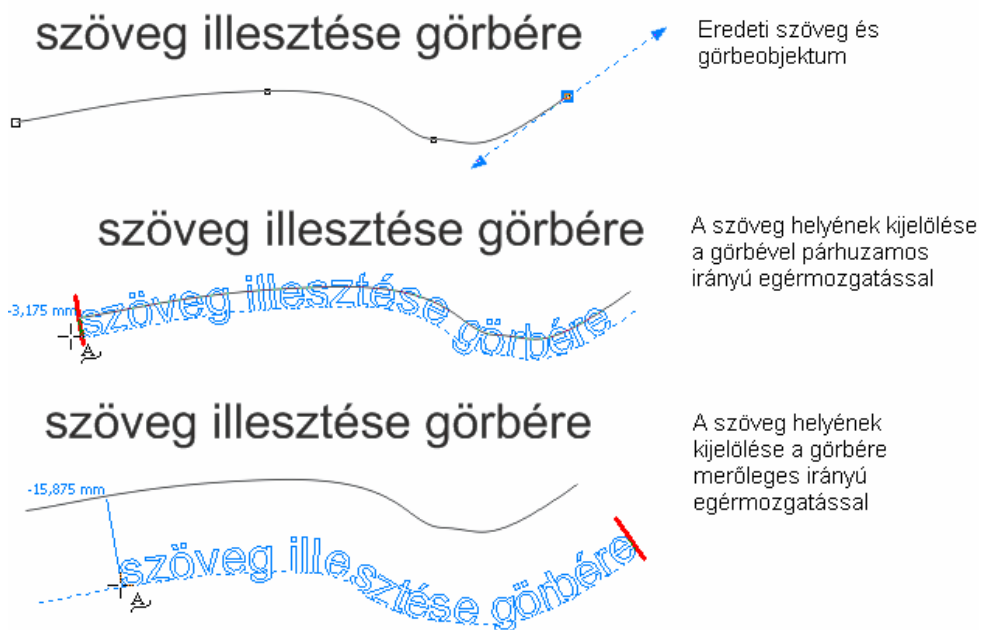 szöveg illesztése görbére
Eredeti szöveg és
görbeobjektum
szöveg illesztése görbére
A szöveg helyének kijelölése
a görbével párhuzamos
irányú egérmozgatással
-3,175 mm
szöveg illesztése görbére
szöveg illesztése görbére
A szöveg helyének
kijelölése a görbére
merőleges irányú
egérmozgatással
-15,875 mm
szöveg illesztése görbére